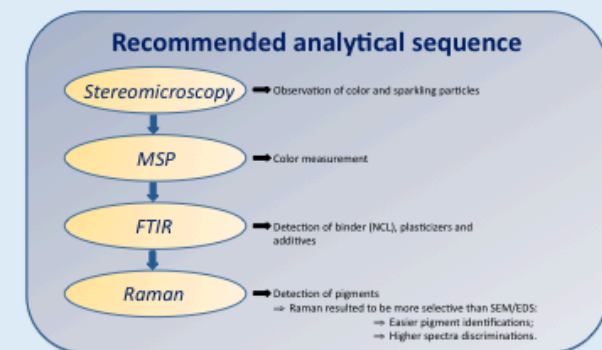 Recommended analytical sequence
Stereomicroscopy
➡ Observation of color and sparkling particles
MSP
➡ Color measurement
FTIR
➡ Detection of binder (NCL), plasticizers and
additives
Raman
➡ Detection of pigments
⇒ Raman resulted to be more selective than SEM/EDS:
⇒ Easier pigment identifications;
⇒ Higher spectra discriminations.